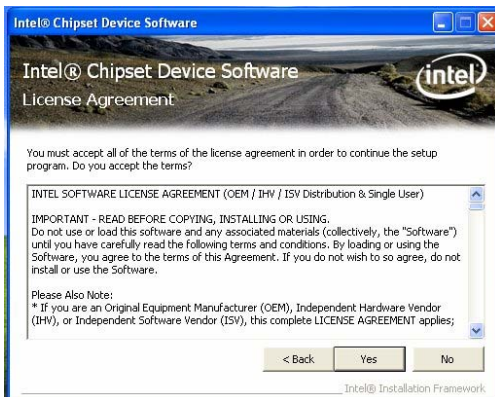 Intel® Chipset Device Software
Intel® Chipset Device Software
intel
License Agreement
You must accept all of the terms of the license agreement in order to continue the setup
program. Do you accept the terms?
INTEL SOFTWARE LICENSE AGREEMENT (OEM / IHV / ISV Distribution & Single User)
IMPORTANT - READ BEFORE COPYING, INSTALLING OR USING.
Do not use or load this software and any associated materials (collectively, the "Software")
until you have carefully read the following terms and conditions. By loading or using the
Software, you agree to the terms of this Agreement. If you do not wish to so agree, do not
install or use the Software.
Please Also Note:
* If you are an Original Equipment Manufacturer (OEM), Independent Hardware Vendor
(IHV), or Independent Software Vendor (ISV), this complete LICENSE AGREEMENT applies;
< Back Yes No
Intel® Installation Framework